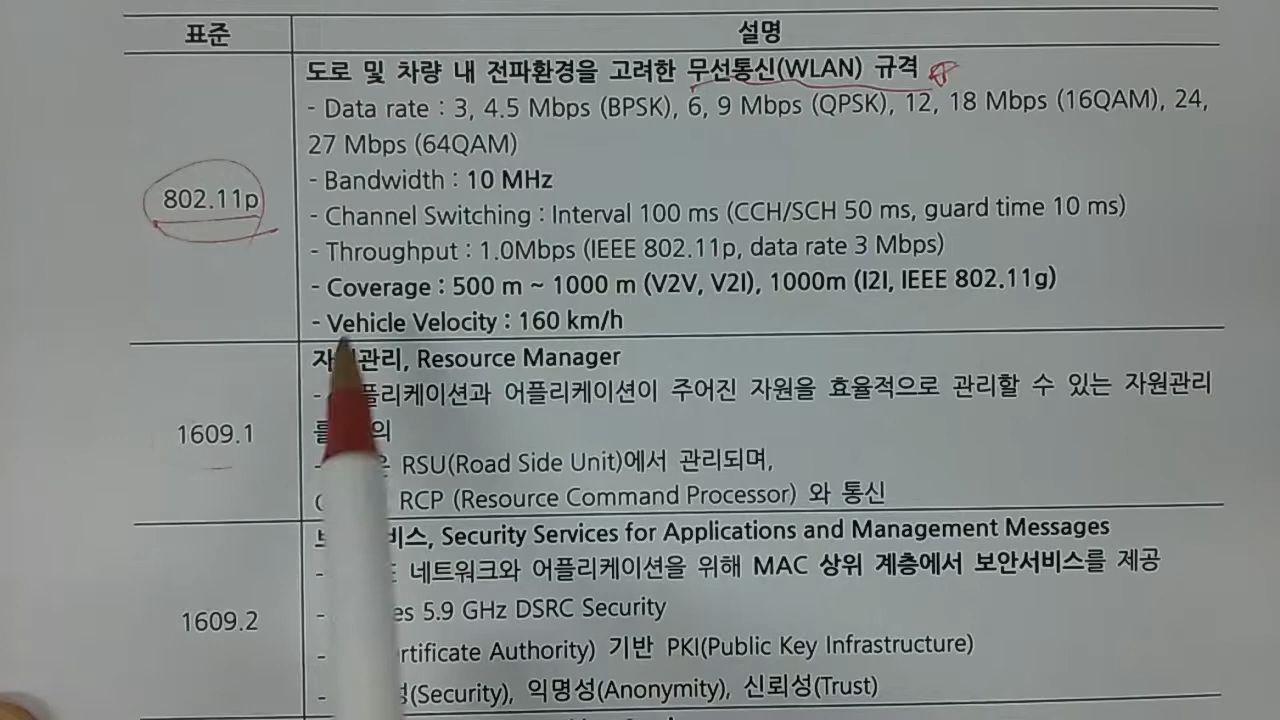 표준 설명
도로 및 차량 내 전파환경을 고려한 무선통신(WLAN) 규격
- Data rate : 3, 4.5 Mbps (BPSK), 6, 9 Mbps (QPSK), 12, 18 Mbps (16QAM), 24,
27 Mbps (64QAM)
802.11p
- Bandwidth : 10 MHz
- Channel Switching : Interval 100 ms (CCH/SCH 50 ms, guard time 10 ms)
- Throughput : 1.0Mbps (IEEE 802.11p, data rate 3 Mbps)
- Coverage : 500 m ~ 1000 m (V2V, V2I), 1000m (I2I, IEEE 802.11g)
- Vehicle Velocity : 160 km/h
1609.1
관리, Resource Manager
플리케이션과 어플리케이션이 주어진 자원을 효율적으로 관리할 수 있는 자원관리
의
RSU(Road Side Unit)에서 관리되며,
RCP (Resource Command Processor) 와 통신
1609.2
비스, Security Services for Applications and Management Messages
- 네트워크와 어플리케이션을 위해 MAC 상위 계층에서 보안서비스를 제공
- es 5.9 GHz DSRC Security
- rtificate Authority) 기반 PKI(Public Key Infrastructure)
- (Security), 익명성(Anonymity), 신뢰성(Trust)